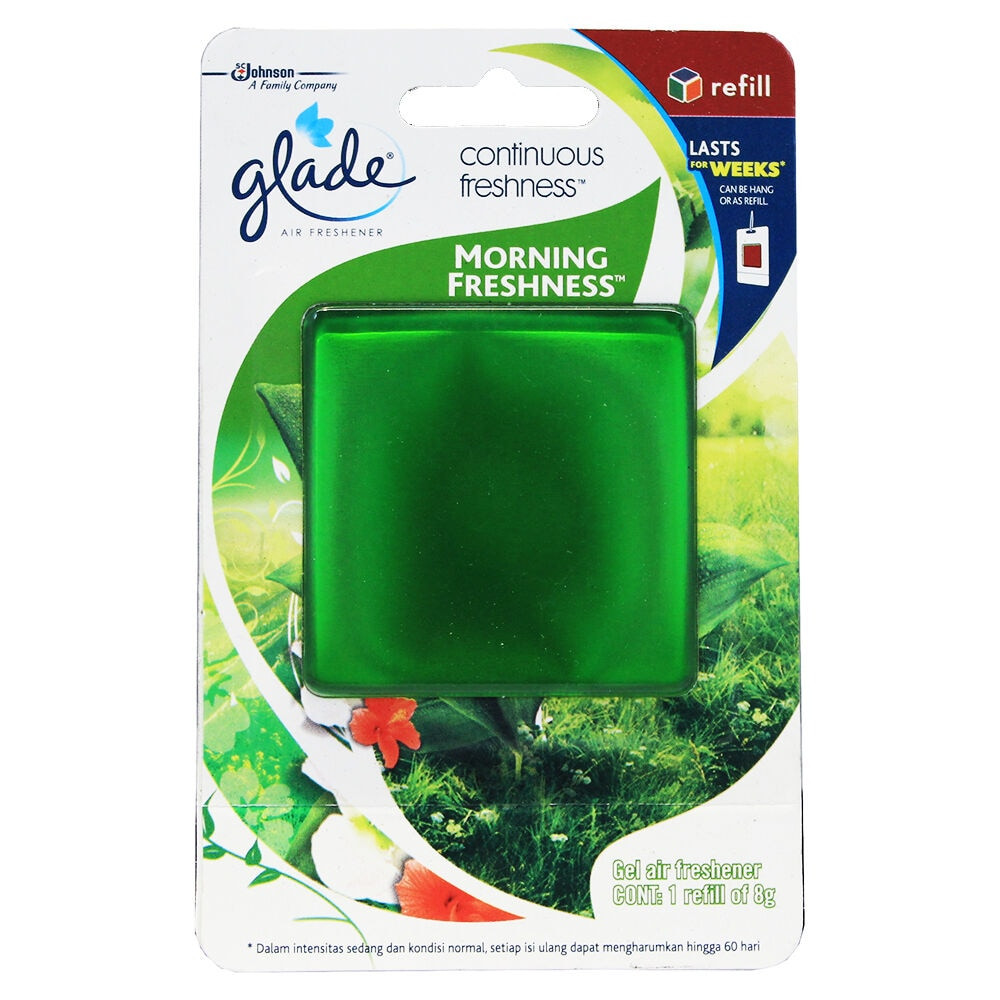 SC Johnson
A Family Company
glade®
AIR FRESHENER
continuous
freshness™
refill
LASTS
FOR WEEKS*
CAN BE HANG
OR AS REFILL
MORNING
FRESHNESS™
Gel air freshener
CONT: 1 refill of 8g
* Dalam intensitas sedang dan kondisi normal, setiap isi ulang dapat mengharumkan hingga 60 hari